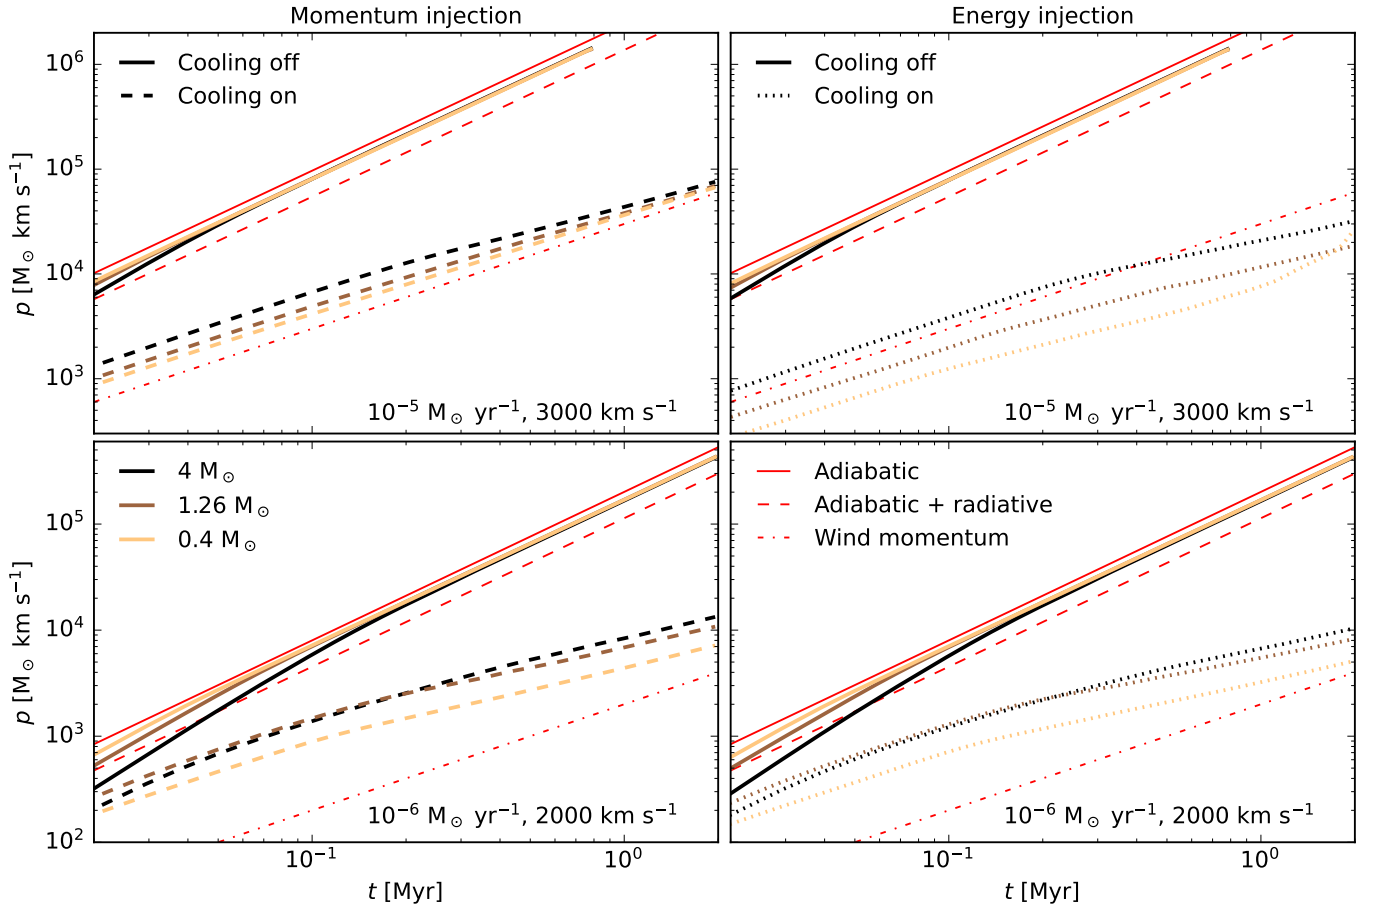 Momentum injection
Energy injection
Cooling off
Cooling on
Cooling off
Cooling on
10⁶
10⁵
10⁴
10³
p [M⊙ km s⁻¹]
10⁻⁵ M⊙ yr⁻¹, 3000 km s⁻¹
10⁻⁵ M⊙ yr⁻¹, 3000 km s⁻¹
4 M⊙
1.26 M⊙
0.4 M⊙
Adiabatic
Adiabatic + radiative
Wind momentum
10⁵
10⁴
10³
10²
p [M⊙ km s⁻¹]
10⁻⁶ M⊙ yr⁻¹, 2000 km s⁻¹
10⁻⁶ M⊙ yr⁻¹, 2000 km s⁻¹
10⁻¹ 10⁰
10⁻¹ 10⁰
t [Myr]
t [Myr]